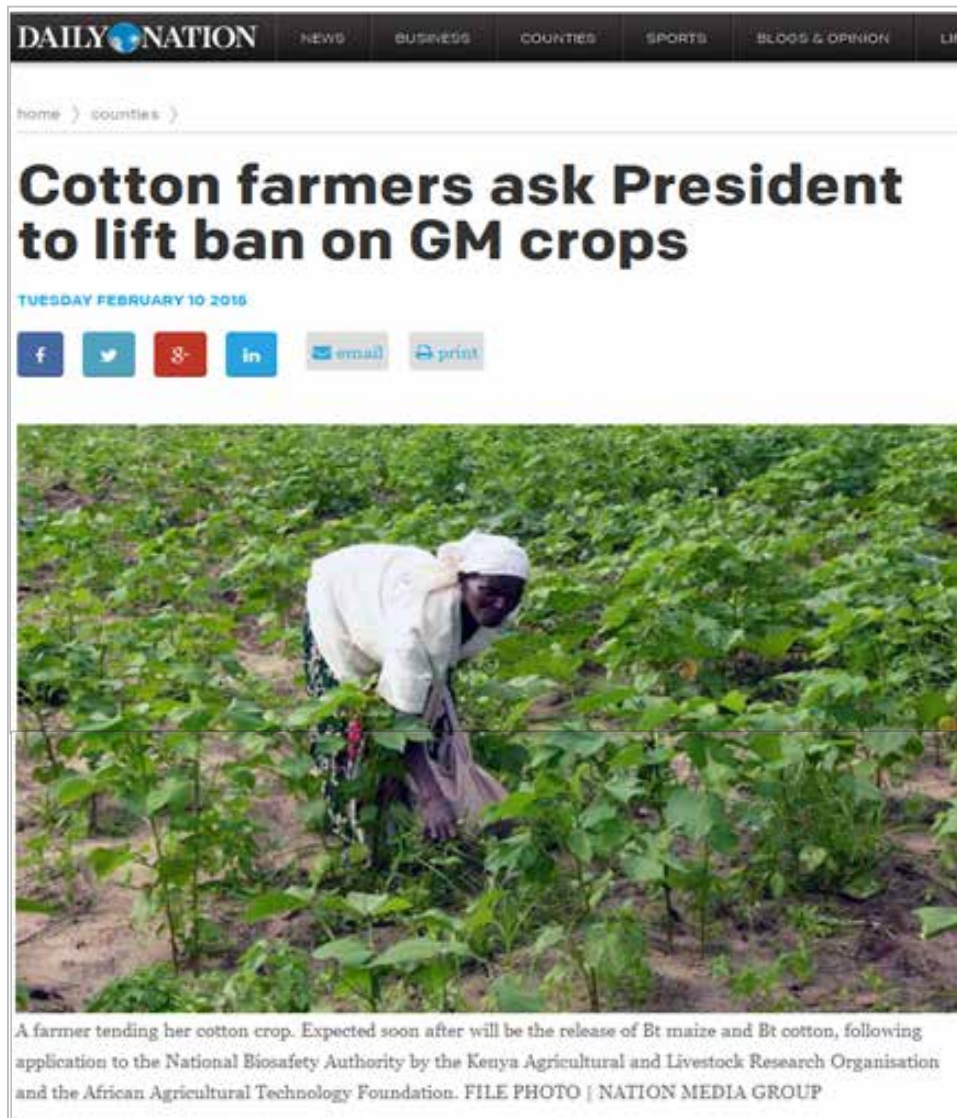 DAILY NATION NEWS BUSINESS COUNTIES SPORTS BLOGS & OPINION
home 〉 counties 〉
Cotton farmers ask President
to lift ban on GM crops
TUESDAY FEBRUARY 10 2015
f 8- in email print
A farmer tending her cotton crop. Expected soon after will be the release of Bt maize and Bt cotton, following
application to the National Biosafety Authority by the Kenya Agricultural and Livestock Research Organisation
and the African Agricultural Technology Foundation. FILE PHOTO | NATION MEDIA GROUP